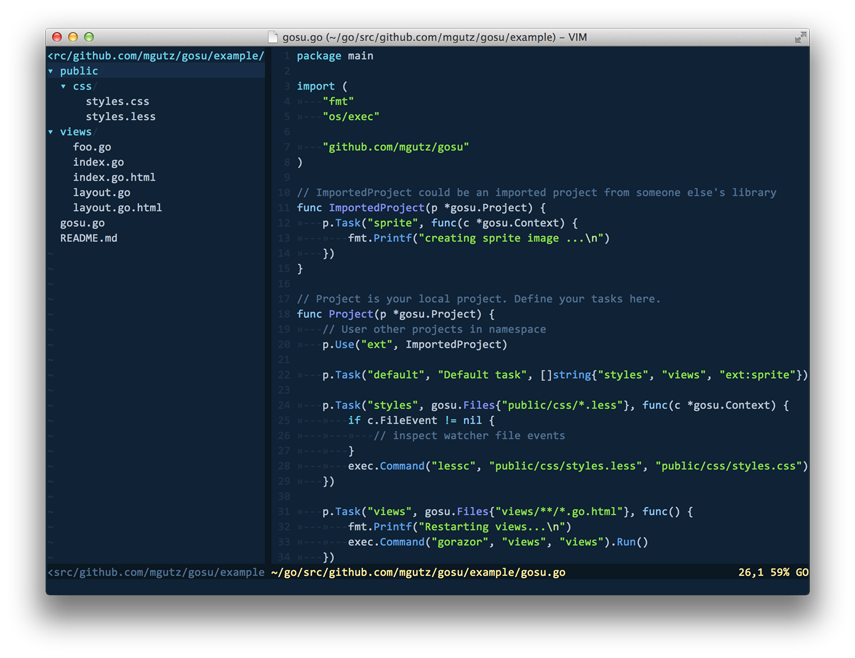 gosu.go (~/go/src/github.com/mgutz/gosu/example) – VIM
<rc/github.com/mgutz/gosu/example/
▾ public
▾ css
styles.css
styles.less
▾ views
foo.go
index.go
index.go.html
layout.go
layout.go.html
gosu.go
README.md
1 package main
2
3 import (
4 "fmt"
5 "os/exec"
6
7 "github.com/mgutz/gosu"
8 )
9
10 // ImportedProject could be an imported project from someone else's library
11 func ImportedProject(p *gosu.Project) {
12 p.Task("sprite", func(c *gosu.Context) {
13 fmt.Printf("creating sprite image ...\n")
14 })
15 }
16
17 // Project is your local project. Define your tasks here.
18 func Project(p *gosu.Project) {
19 // User other projects in namespace
20 p.Use("ext", ImportedProject)
21
22 p.Task("default", "Default task", []string{"styles", "views", "ext:sprite"})
23
24 p.Task("styles", gosu.Files{"public/css/*.less"}, func(c *gosu.Context) {
25 if c.FileEvent != nil {
26 // inspect watcher file events
27 }
28 exec.Command("lessc", "public/css/styles.less", "public/css/styles.css")
29 })
30
31 p.Task("views", gosu.Files{"views/**/*.go.html"}, func() {
32 fmt.Printf("Restarting views...\n")
33 exec.Command("gorazor", "views", "views").Run()
34 })
<src/github.com/mgutz/gosu/example
~/go/src/github.com/mgutz/gosu/example/gosu.go 26,1 59% GO